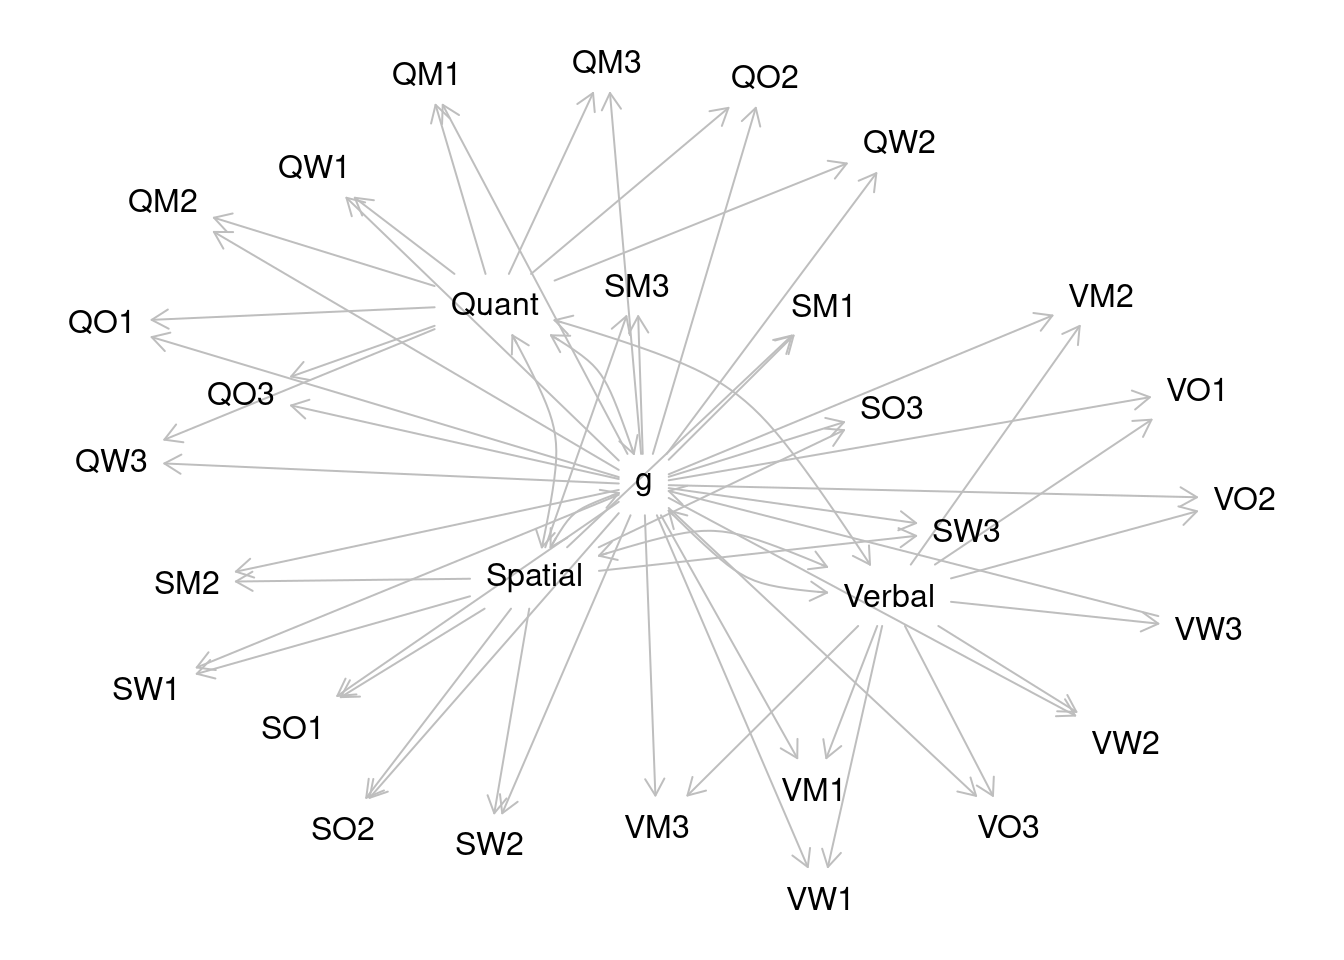 QM3
QM1
QO2
QW2
QW1
QM2
SM3
VM2
Quant
SM1
QO1
VO1
QO3
SO3
QW3
g
VO2
SW3
Spatial
SM2
Verbal
VW3
SW1
SO1
VW2
VM1
VM3
VO3
SO2
SW2
VW1